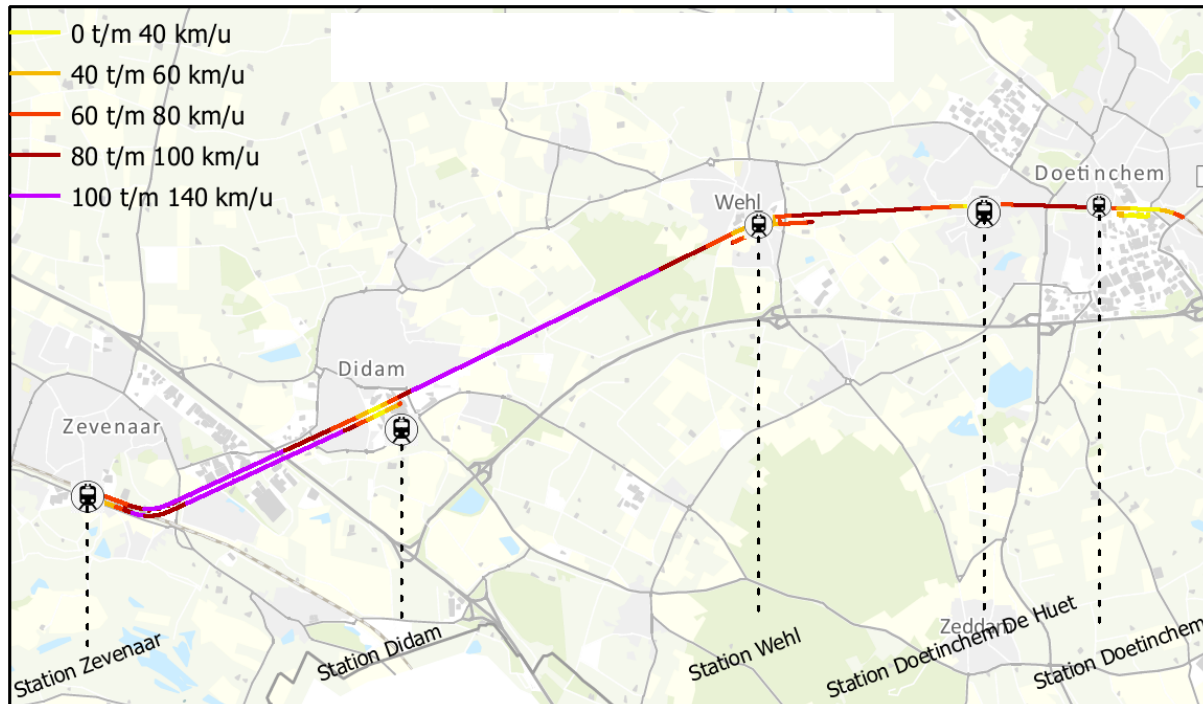 0 t/m 40 km/u
40 t/m 60 km/u
60 t/m 80 km/u
80 t/m 100 km/u
100 t/m 140 km/u
Doetinchem
Wehl
Didam
Zevenaar
Zeddam
Station Zevenaar
Station Didam
Station Wehl
Station Doetinchem De Huet
Station Doetinchem